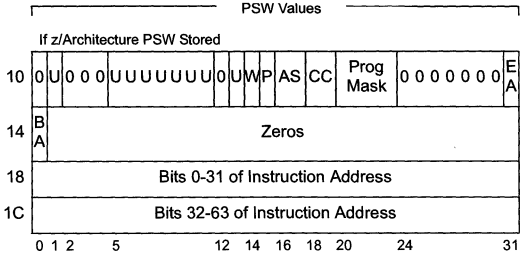 PSW Values
If z/Architecture PSW Stored
10 0 U 0 0 0 U U U U U U U 0 U W P AS CC Prog Mask 0 0 0 0 0 0 0 E A
14 B A Zeros
18 Bits 0-31 of Instruction Address
1C Bits 32-63 of Instruction Address
0 1 2 5 12 14 16 18 20 24 31